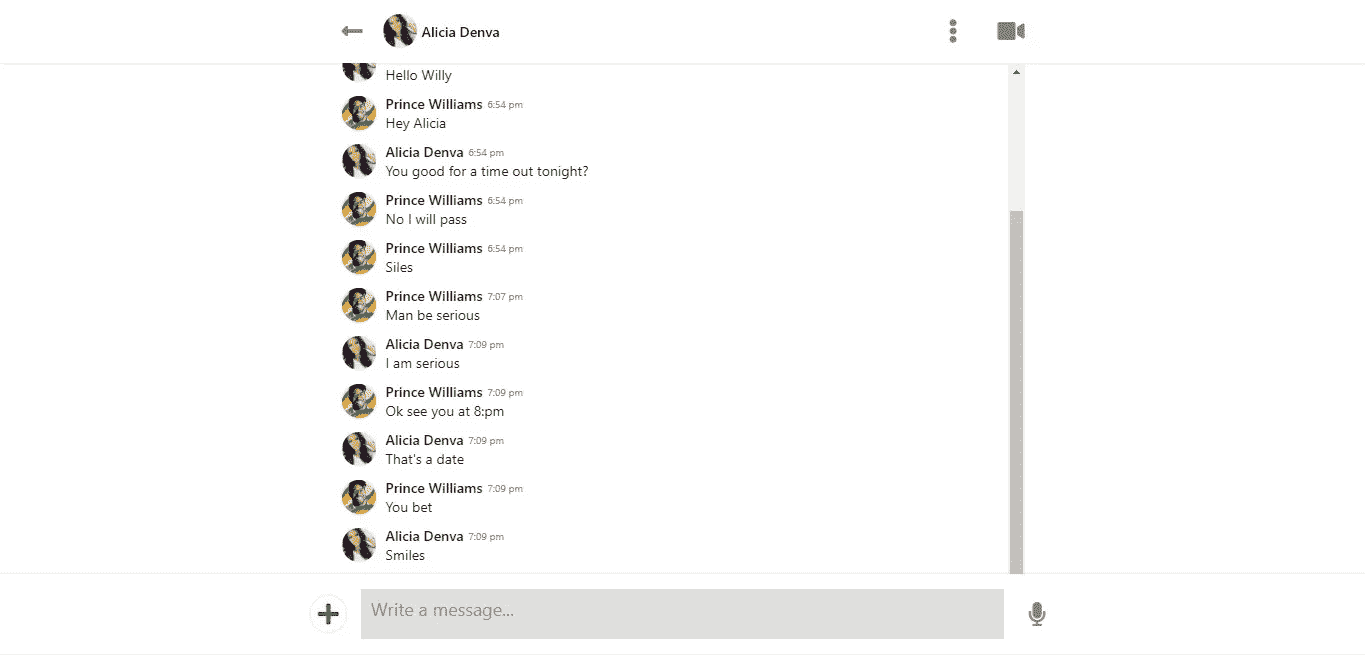 Alicia Denva
Hello Willy
Prince Williams 6:54 pm
Hey Alicia
Alicia Denva 6:54 pm
You good for a time out tonight?
Prince Williams 6:54 pm
No I will pass
Prince Williams 6:54 pm
Siles
Prince Williams 7:07 pm
Man be serious
Alicia Denva 7:09 pm
I am serious
Prince Williams 7:09 pm
Ok see you at 8:pm
Alicia Denva 7:09 pm
That's a date
Prince Williams 7:09 pm
You bet
Alicia Denva 7:09 pm
Smiles
Write a message...